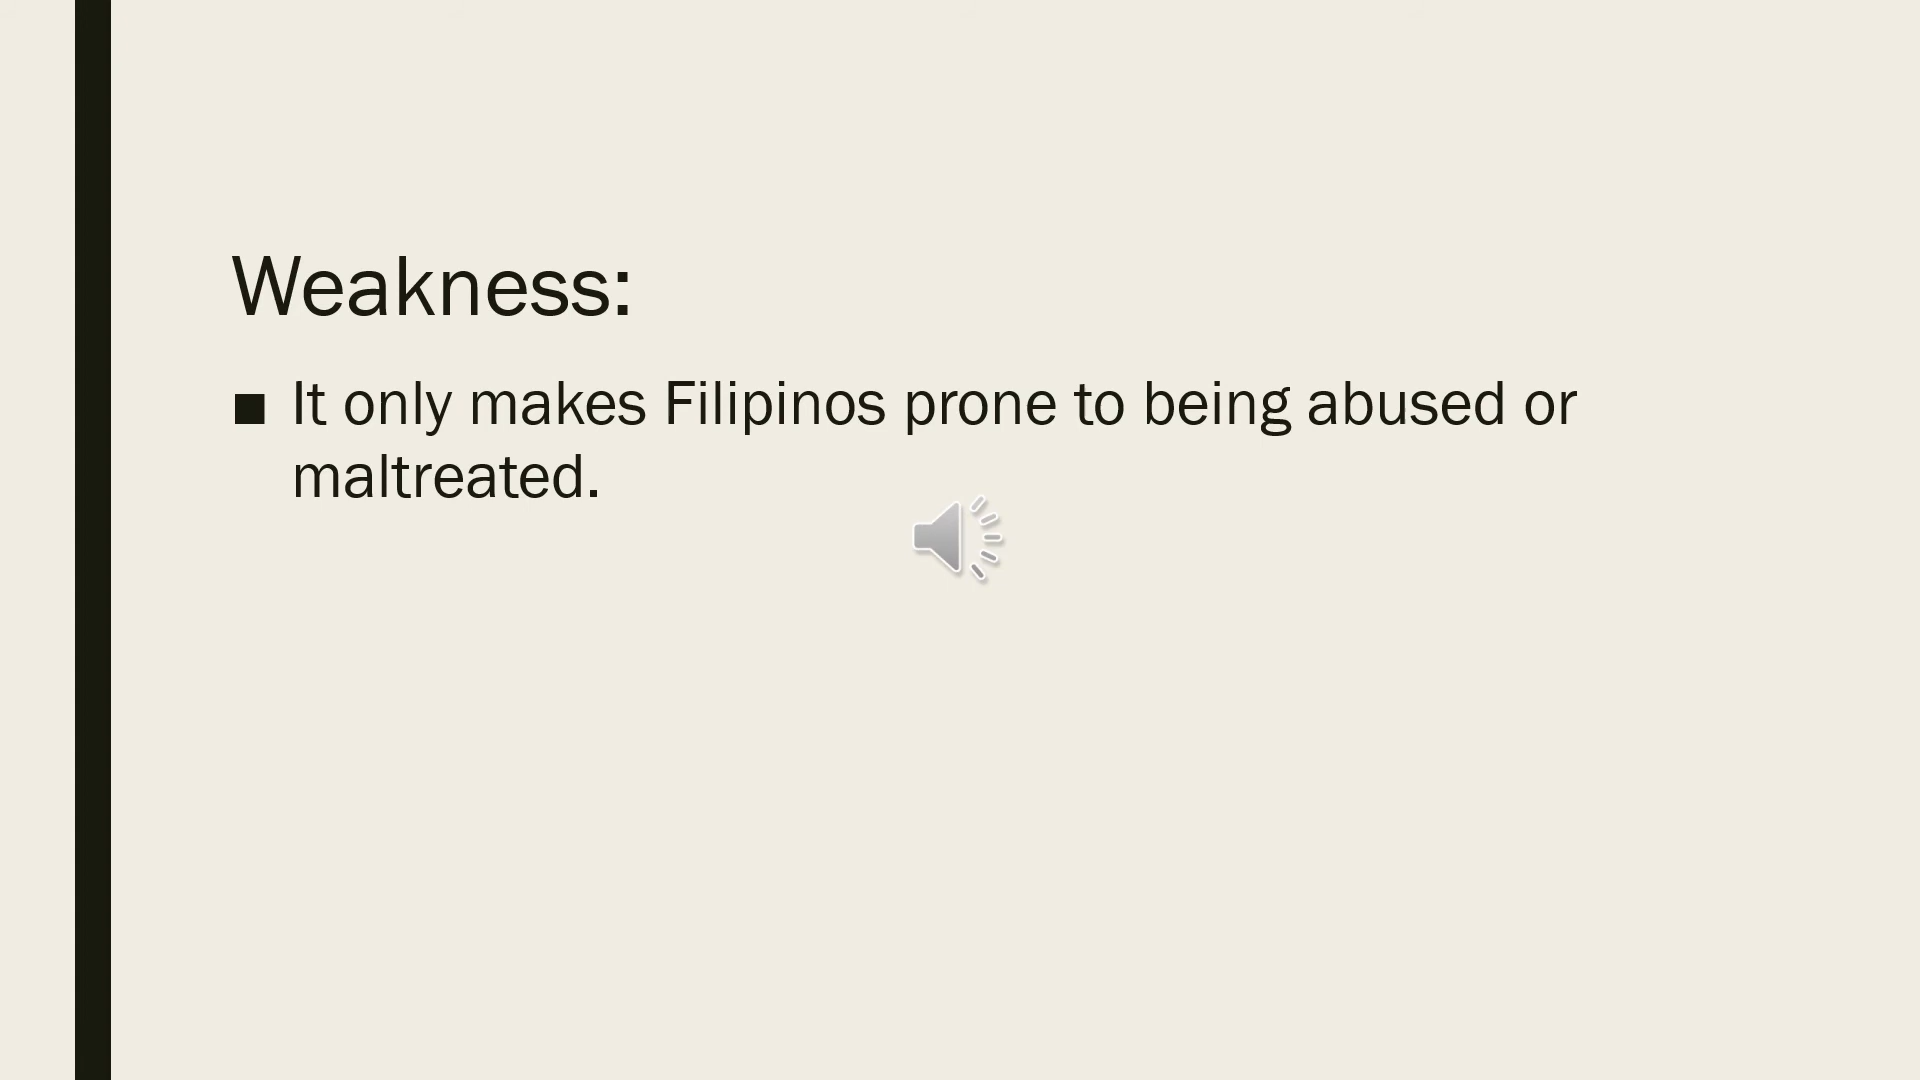 Weakness:
■ It only makes Filipinos prone to being abused or
maltreated.